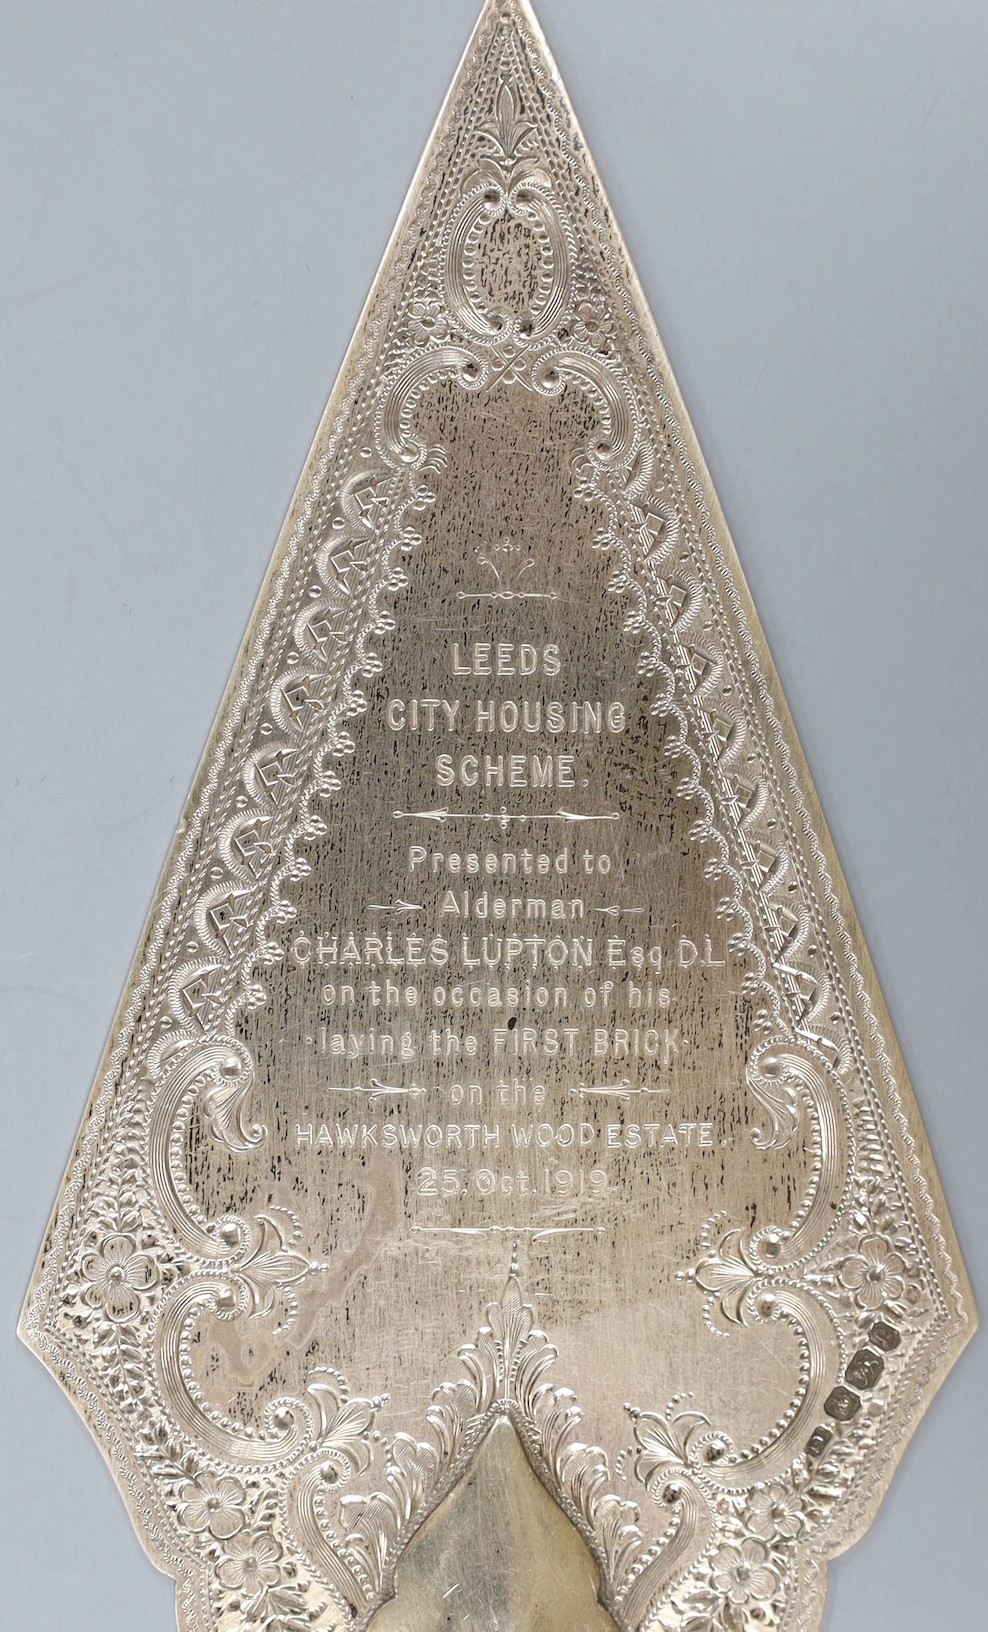 LEEDS
CITY HOUSING
SCHEME.
Presented to
Alderman
CHARLES LUPTON Esq D.L
on the occasion of his
laying the FIRST BRICK
on the
HAWKSWORTH WOOD ESTATE.
25. Oct. 1919.